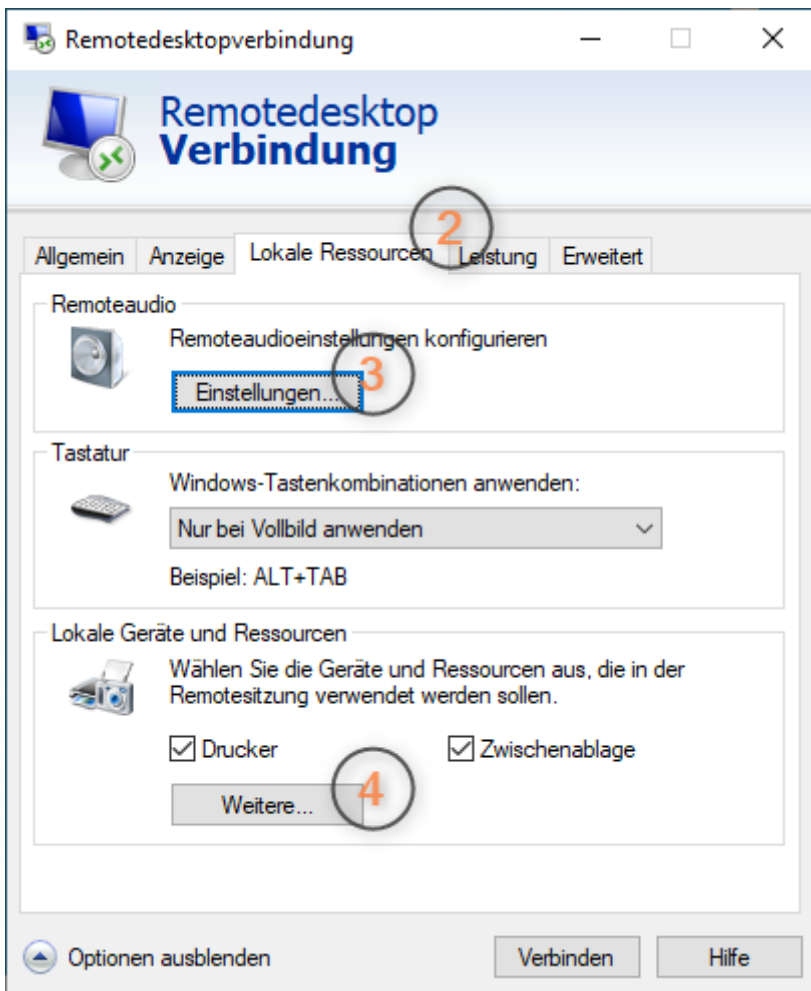 Remotedesktopverbindung
Remotedesktop
Verbindung
2
Allgemein Anzeige Lokale Ressourcen Leistung Erweitert
Remoteaudio
Remoteaudioeinstellungen konfigurieren
3
Einstellungen...
Tastatur
Windows-Tastenkombinationen anwenden:
Nur bei Vollbild anwenden
Beispiel: ALT+TAB
Lokale Geräte und Ressourcen
Wählen Sie die Geräte und Ressourcen aus, die in der
Remotesitzung verwendet werden sollen.
Drucker Zwischenablage
4
Weitere...
Optionen ausblenden Verbinden Hilfe